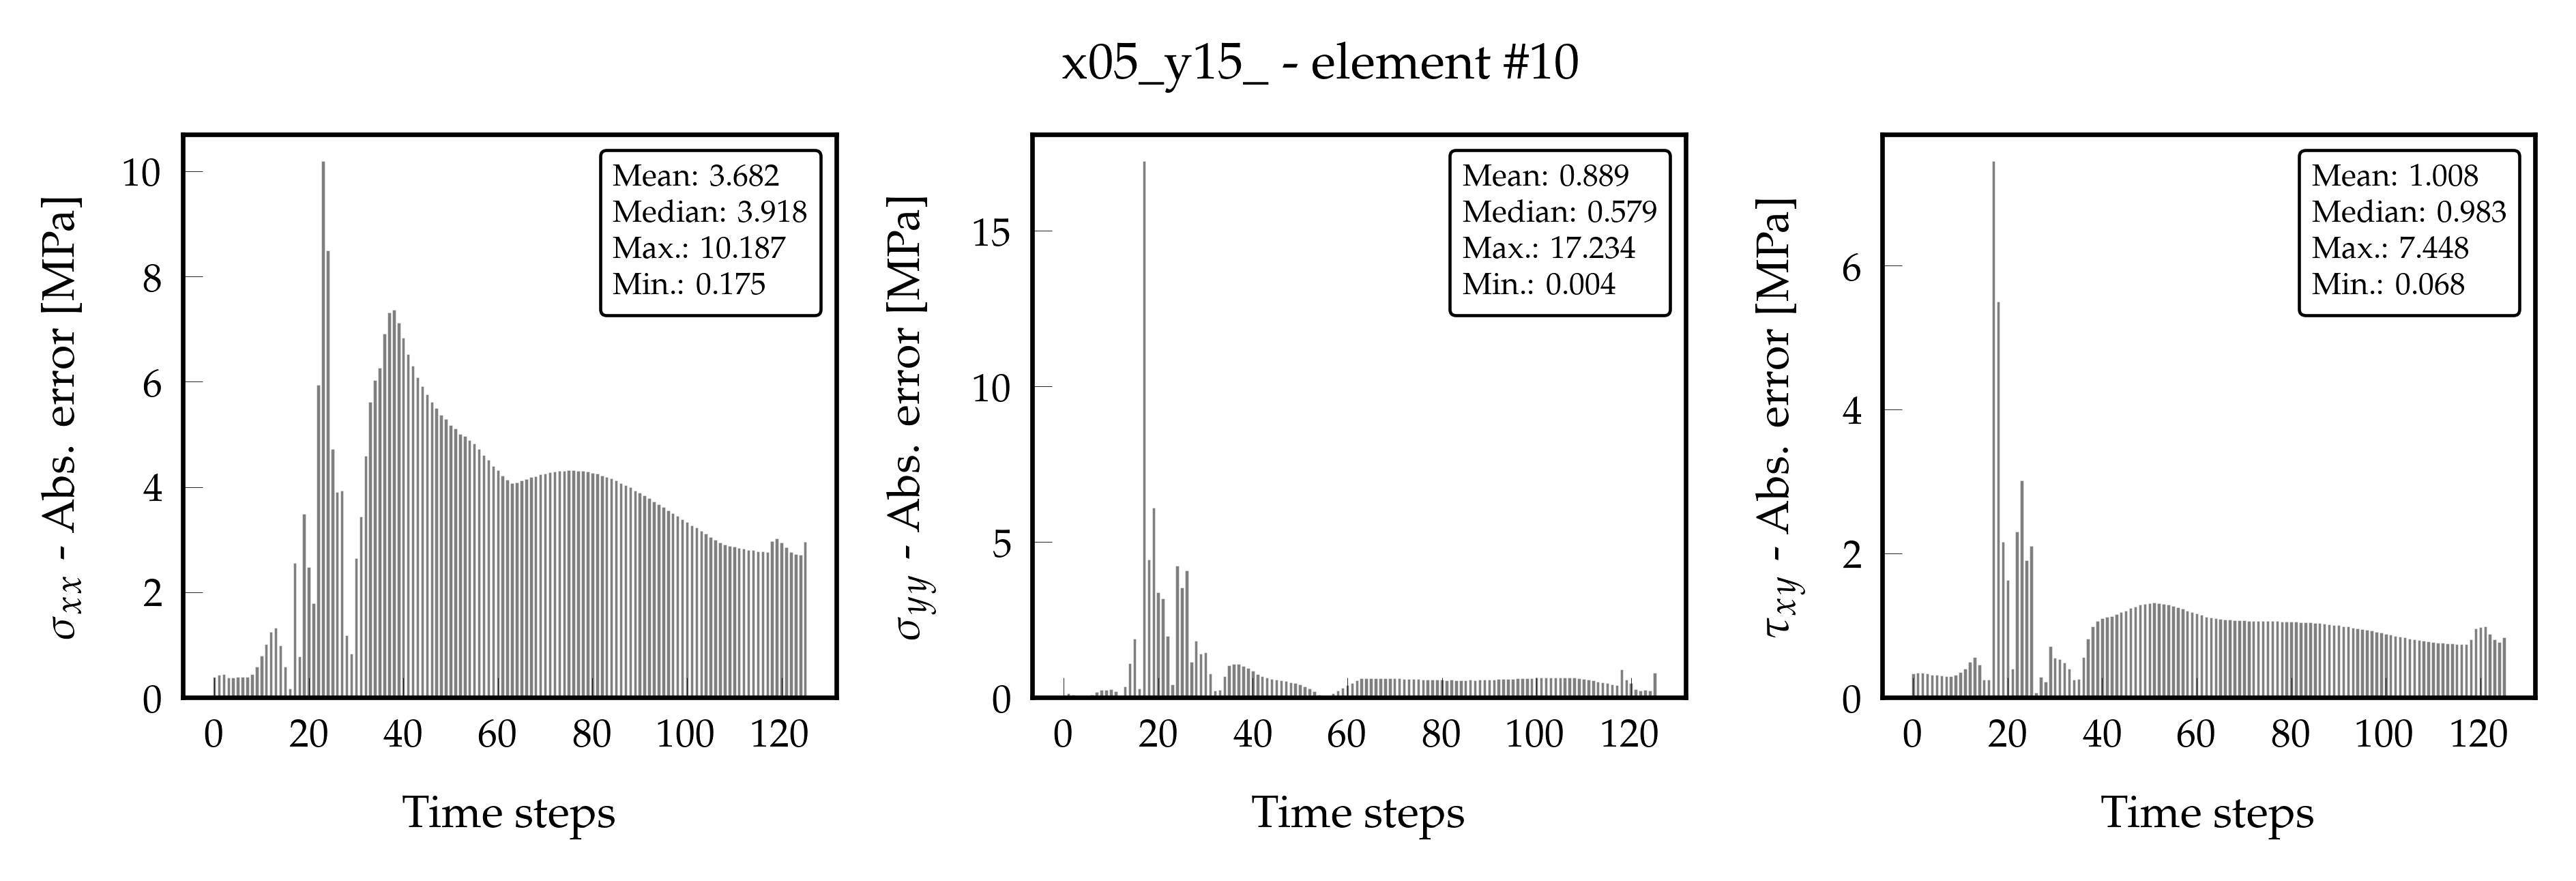 x05_y15_ - element #10
σxx - Abs. error [MPa]
10
8
6
4
2
0
Mean: 3.682
Median: 3.918
Max.: 10.187
Min.: 0.175
0 20 40 60 80 100 120
Time steps
σyy - Abs. error [MPa]
15
10
5
0
Mean: 0.889
Median: 0.579
Max.: 17.234
Min.: 0.004
0 20 40 60 80 100 120
Time steps
τxy - Abs. error [MPa]
6
4
2
0
Mean: 1.008
Median: 0.983
Max.: 7.448
Min.: 0.068
0 20 40 60 80 100 120
Time steps